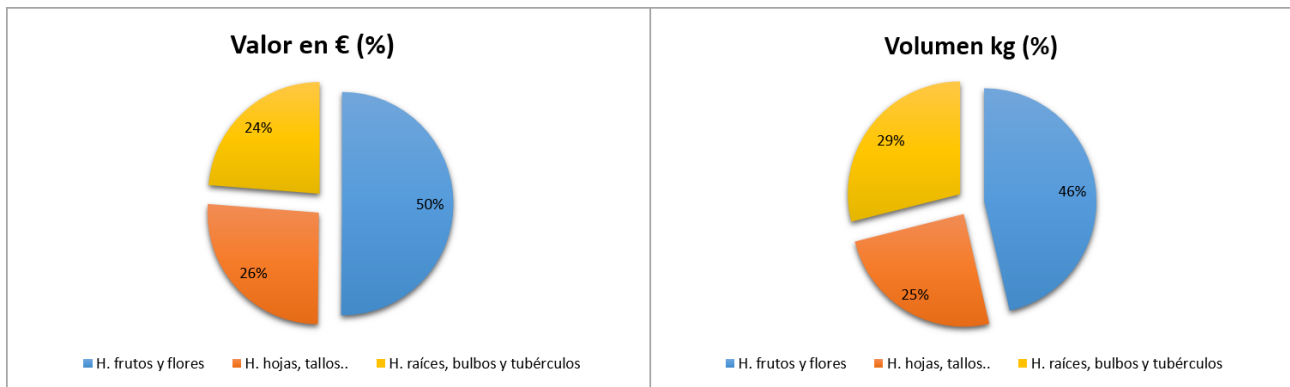 Valor en € (%)
24%
50%
26%
H. frutos y flores H. hojas, tallos.. H. raíces, bulbos y tubérculos
Volumen kg (%)
29%
46%
25%
H. frutos y flores H. hojas, tallos.. H. raíces, bulbos y tubérculos